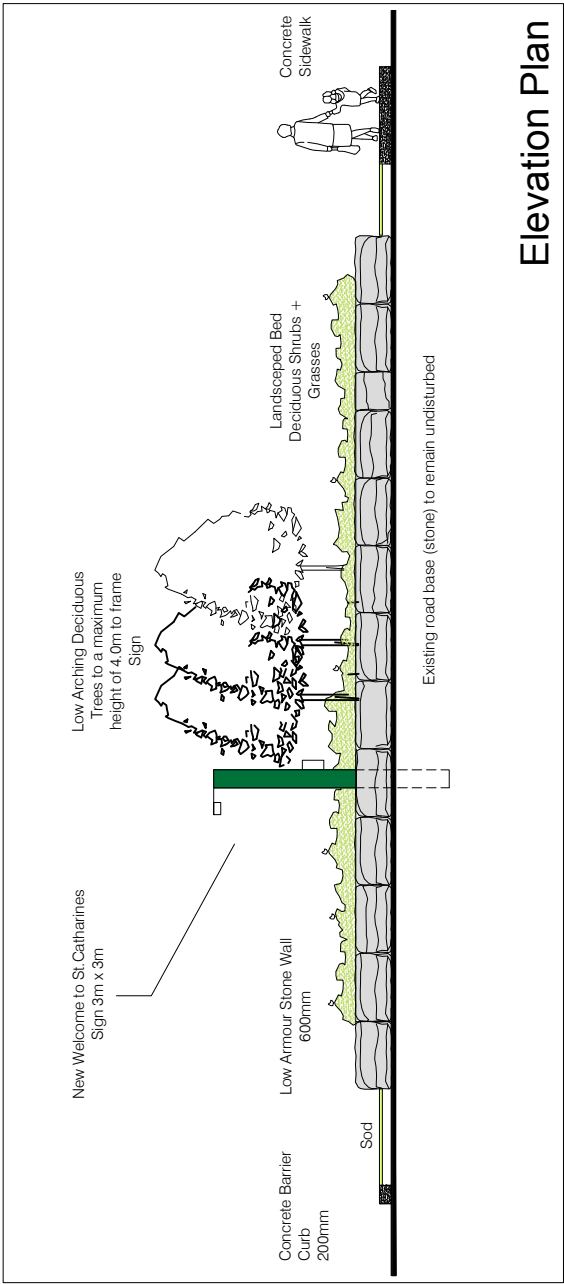 New Welcome to St.Catharines
Sign 3m x 3m
Low Arching Deciduous
Trees to a maximum
height of 4.0m to frame
Sign
Concrete Barrier
Curb
200mm
Low Armour Stone Wall
600mm
Landsceped Bed
Deciduous Shrubs +
Grasses
Concrete
Sidewalk
Sod
Existing road base (stone) to remain undisturbed
Elevation Plan